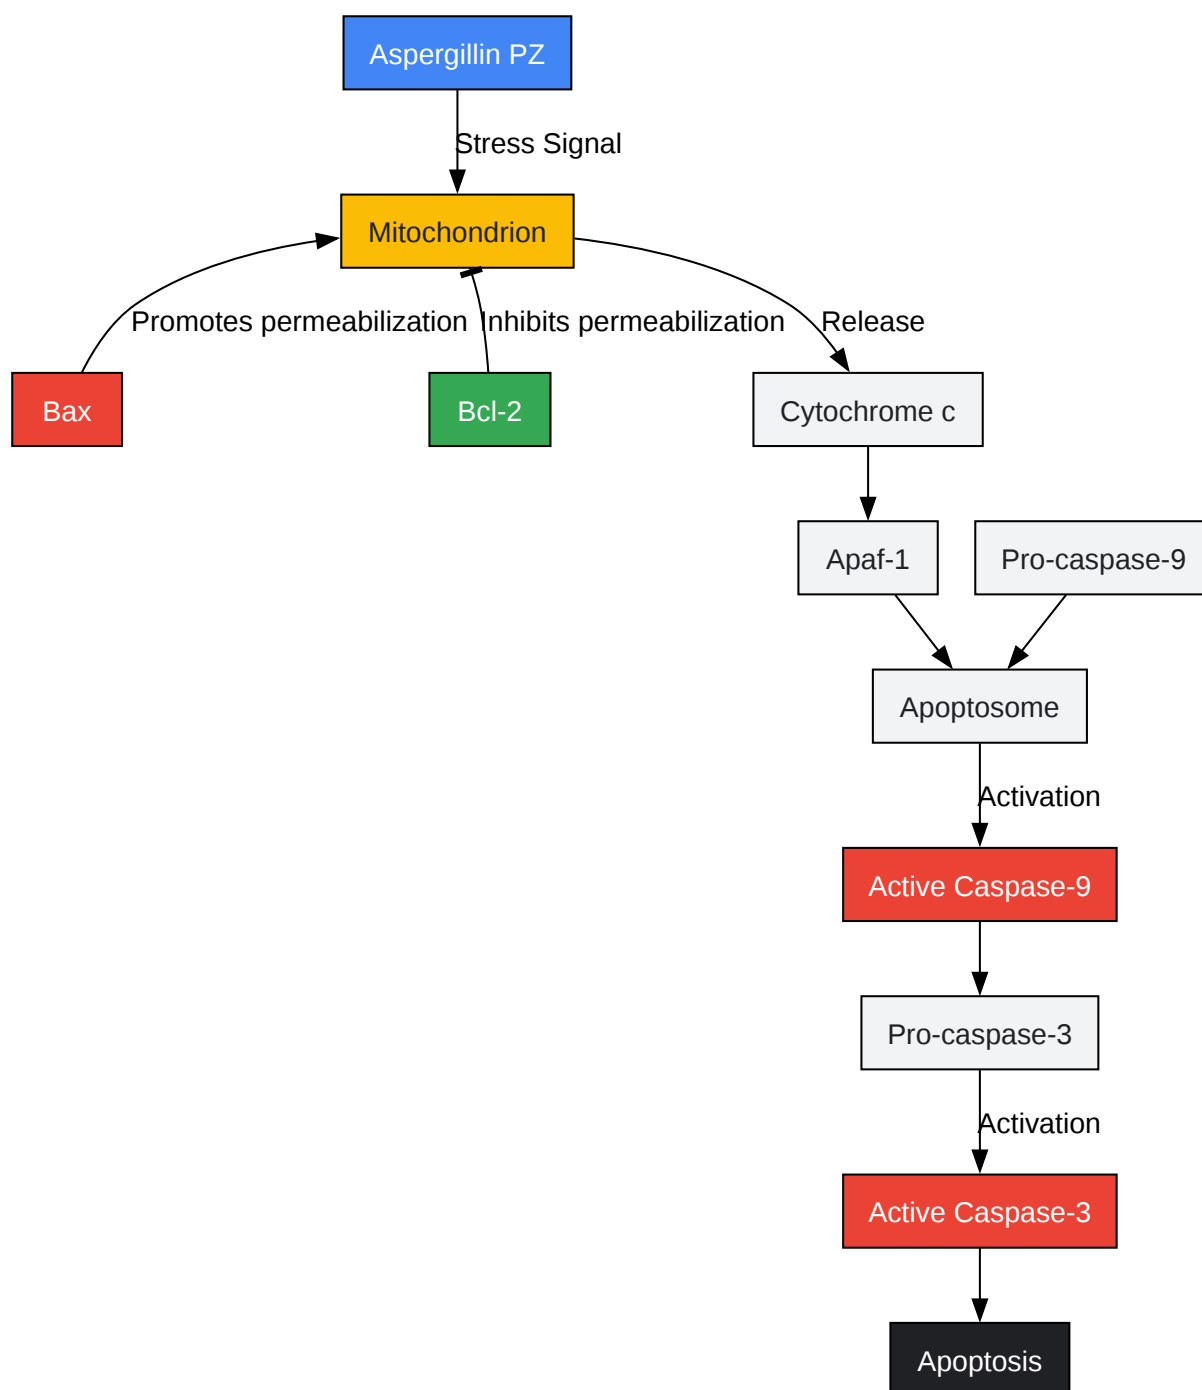 Aspergillin PZ
Stress Signal
Mitochondrion
Promotes permeabilization
Inhibits permeabilization
Release
Bax
Bcl-2
Cytochrome c
Apaf-1
Pro-caspase-9
Apoptosome
Activation
Active Caspase-9
Pro-caspase-3
Activation
Active Caspase-3
Apoptosis